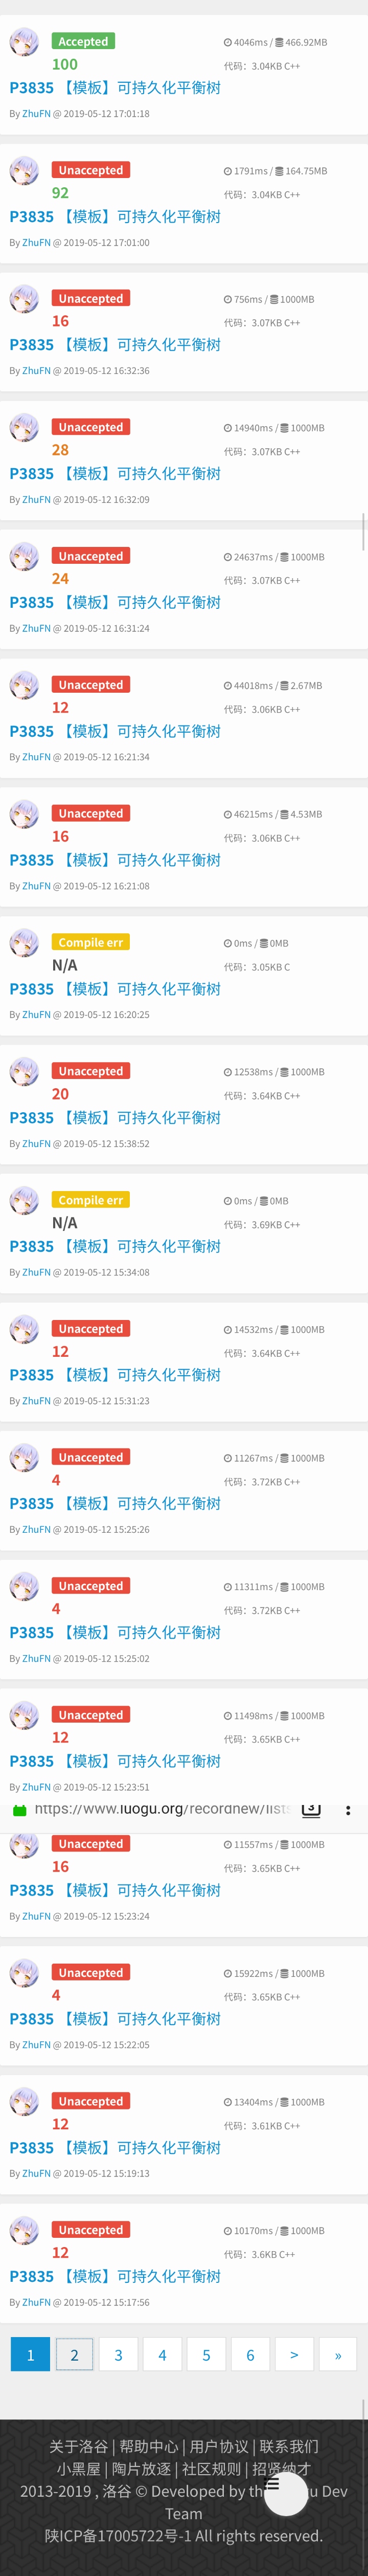 Accepted
4046ms / 466.92MB
100
代码：3.04KB C++
P3835 【模板】可持久化平衡树
By ZhuFN @ 2019-05-12 17:01:18
Unaccepted
1791ms / 164.75MB
92
代码：3.04KB C++
P3835 【模板】可持久化平衡树
By ZhuFN @ 2019-05-12 17:01:00
Unaccepted
756ms / 1000MB
16
代码：3.07KB C++
P3835 【模板】可持久化平衡树
By ZhuFN @ 2019-05-12 16:32:36
Unaccepted
14940ms / 1000MB
28
代码：3.07KB C++
P3835 【模板】可持久化平衡树
By ZhuFN @ 2019-05-12 16:32:09
Unaccepted
24637ms / 1000MB
24
代码：3.07KB C++
P3835 【模板】可持久化平衡树
By ZhuFN @ 2019-05-12 16:31:24
Unaccepted
44018ms / 2.67MB
12
代码：3.06KB C++
P3835 【模板】可持久化平衡树
By ZhuFN @ 2019-05-12 16:21:34
Unaccepted
46215ms / 4.53MB
16
代码：3.06KB C++
P3835 【模板】可持久化平衡树
By ZhuFN @ 2019-05-12 16:21:08
Compile err
0ms / 0MB
N/A
代码：3.05KB C
P3835 【模板】可持久化平衡树
By ZhuFN @ 2019-05-12 16:20:25
Unaccepted
12538ms / 1000MB
20
代码：3.64KB C++
P3835 【模板】可持久化平衡树
By ZhuFN @ 2019-05-12 15:38:52
Compile err
0ms / 0MB
N/A
代码：3.69KB C++
P3835 【模板】可持久化平衡树
By ZhuFN @ 2019-05-12 15:34:08
Unaccepted
14532ms / 1000MB
12
代码：3.64KB C++
P3835 【模板】可持久化平衡树
By ZhuFN @ 2019-05-12 15:31:23
Unaccepted
11267ms / 1000MB
4
代码：3.72KB C++
P3835 【模板】可持久化平衡树
By ZhuFN @ 2019-05-12 15:25:26
Unaccepted
11311ms / 1000MB
4
代码：3.72KB C++
P3835 【模板】可持久化平衡树
By ZhuFN @ 2019-05-12 15:25:02
Unaccepted
11498ms / 1000MB
12
代码：3.65KB C++
P3835 【模板】可持久化平衡树
By ZhuFN @ 2019-05-12 15:23:51
https://www.luogu.org/recordnew/lists
3
Unaccepted
11557ms / 1000MB
16
代码：3.65KB C++
P3835 【模板】可持久化平衡树
By ZhuFN @ 2019-05-12 15:23:24
Unaccepted
15922ms / 1000MB
4
代码：3.65KB C++
P3835 【模板】可持久化平衡树
By ZhuFN @ 2019-05-12 15:22:05
Unaccepted
13404ms / 1000MB
12
代码：3.61KB C++
P3835 【模板】可持久化平衡树
By ZhuFN @ 2019-05-12 15:19:13
Unaccepted
10170ms / 1000MB
12
代码：3.6KB C++
P3835 【模板】可持久化平衡树
By ZhuFN @ 2019-05-12 15:17:56
1 2 3 4 5 6 > »
关于洛谷 | 帮助中心 | 用户协议 | 联系我们
小黑屋 | 陶片放逐 | 社区规则 | 招贤纳才
2013-2019 , 洛谷 © Developed by Dev
Team
陕ICP备17005722号-1 All rights reserved.